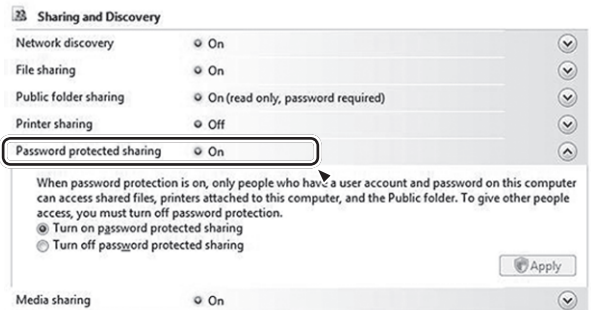 Sharing and Discovery
Network discovery On
File sharing On
Public folder sharing On (read only, password required)
Printer sharing Off
Password protected sharing On
When password protection is on, only people who have a user account and password on this computer
can access shared files, printers attached to this computer, and the Public folder. To give other people
access, you must turn off password protection.
Turn on password protected sharing
Turn off password protected sharing
Apply
Media sharing On